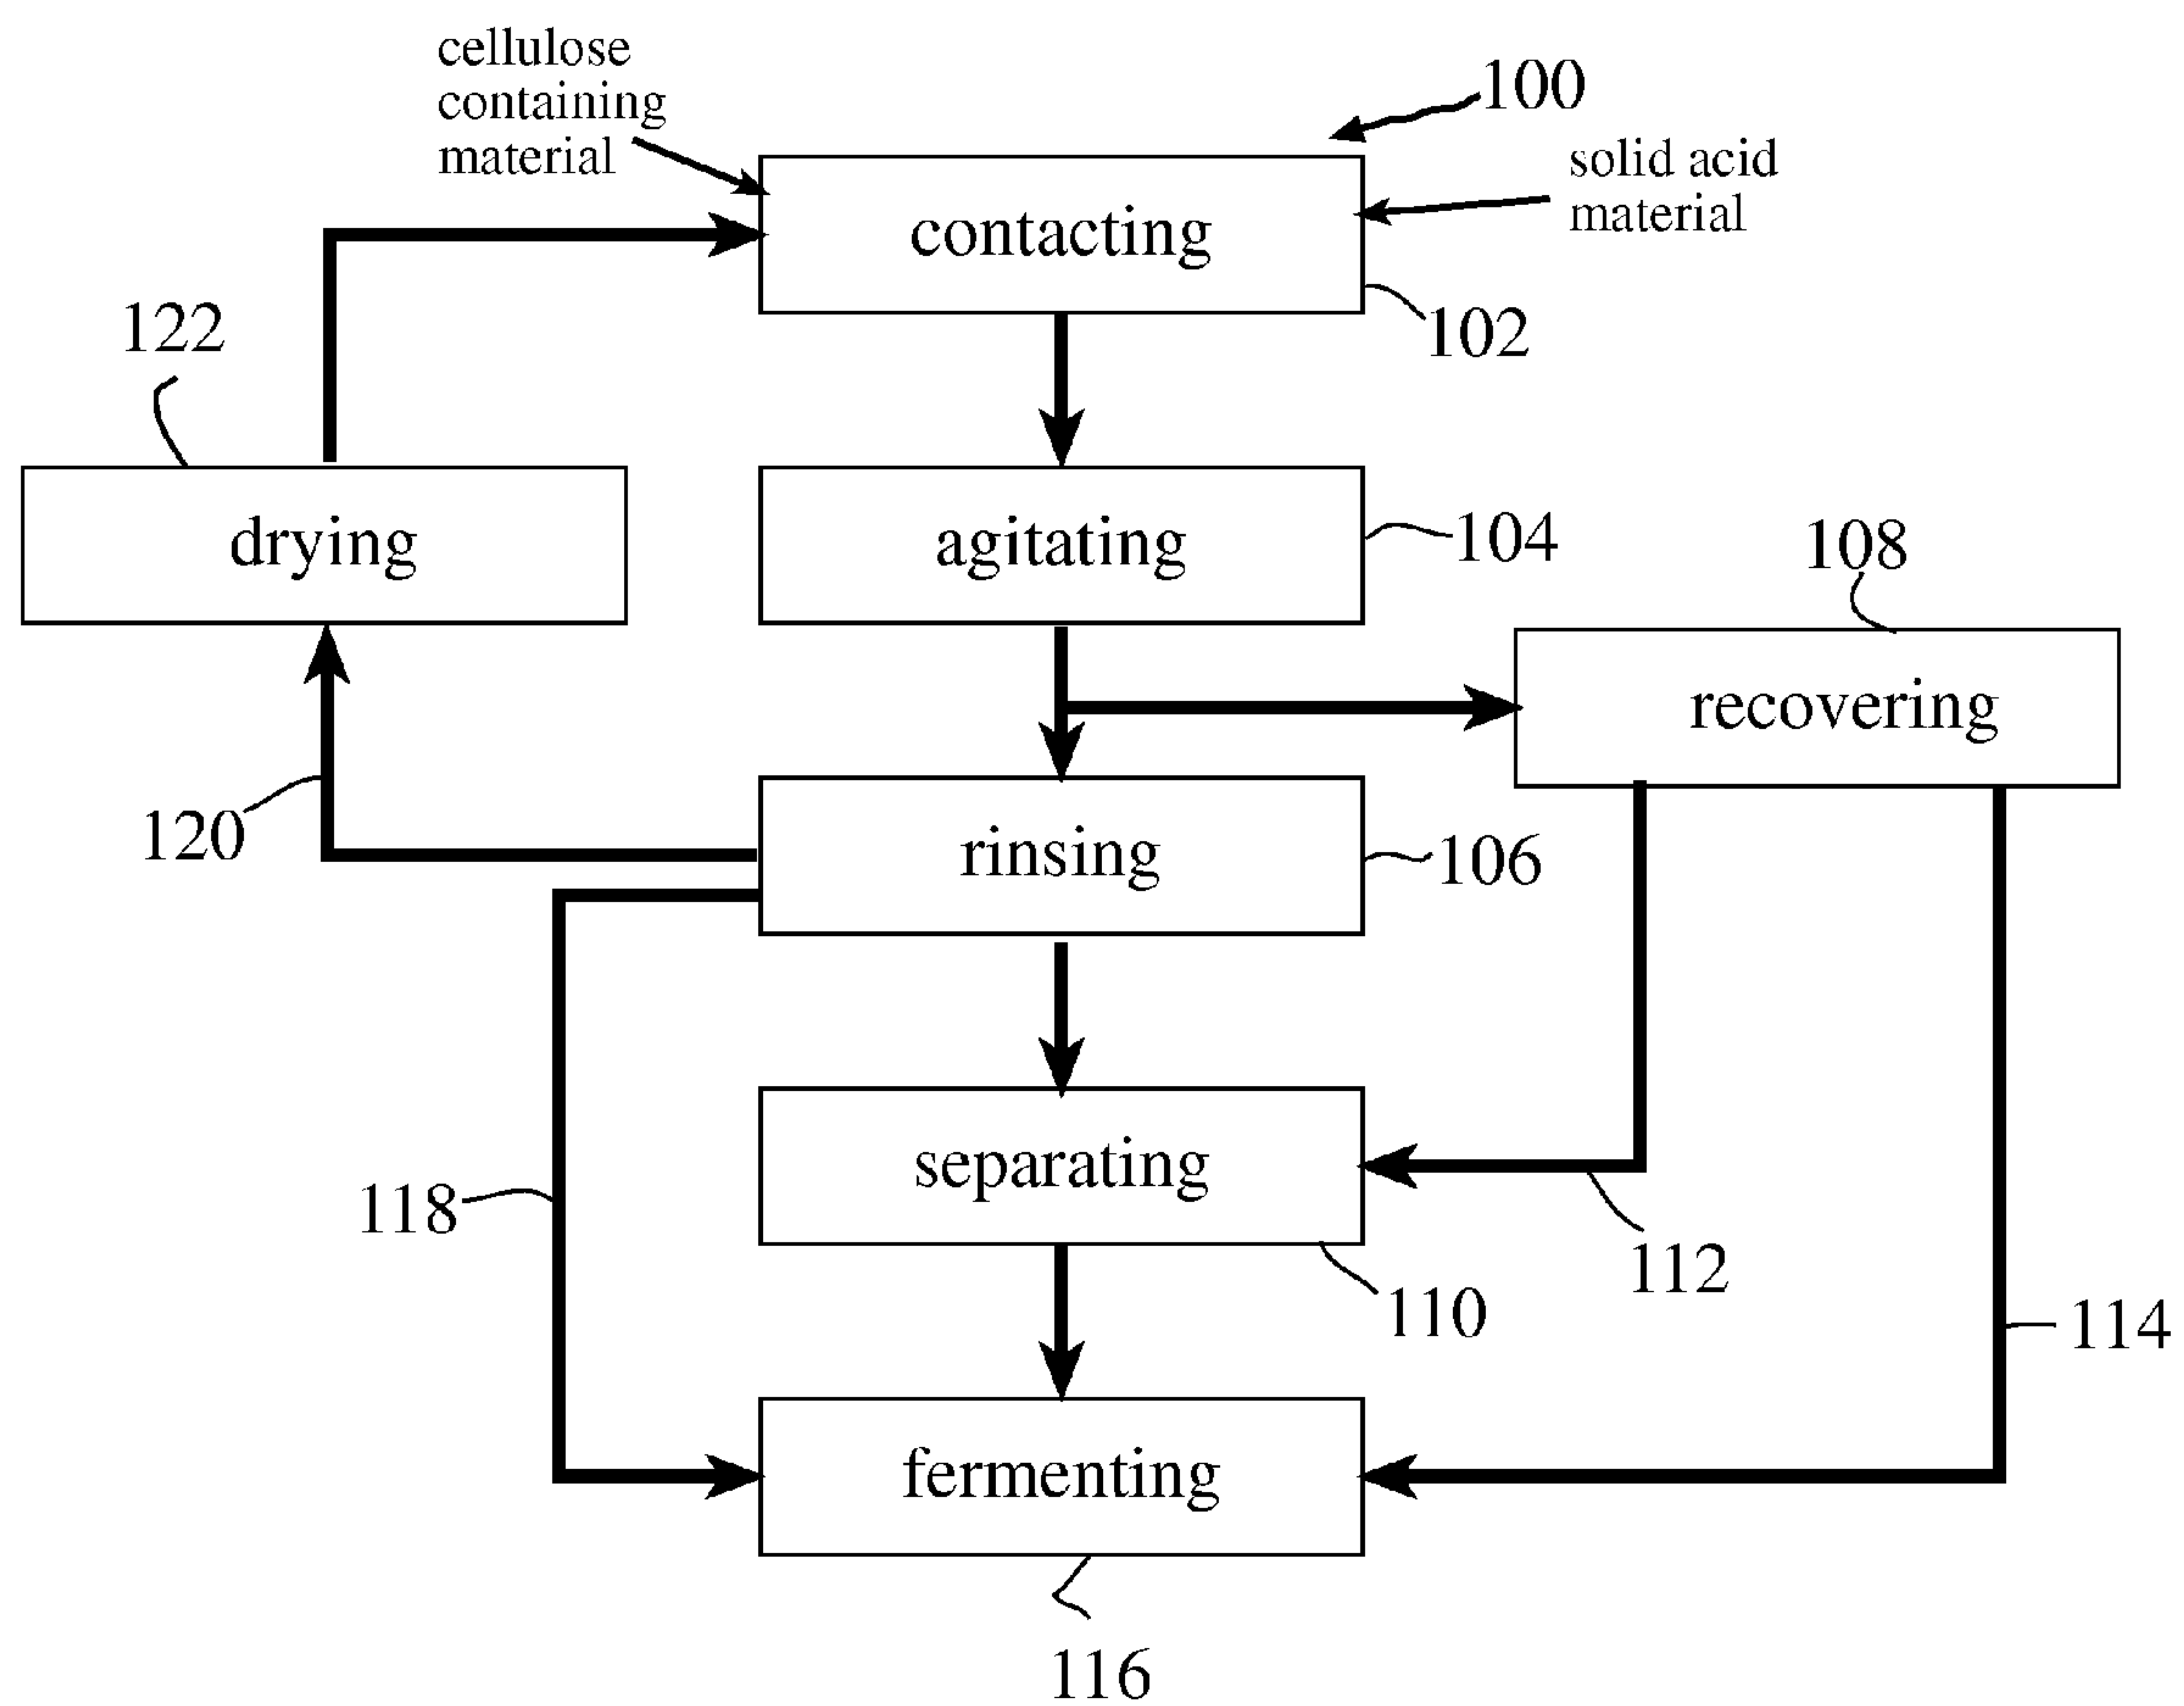 cellulose
containing
material
100
solid acid
material
contacting
102
122
drying
agitating
104
108
recovering
120
rinsing
106
separating
118
112
110
114
fermenting
116